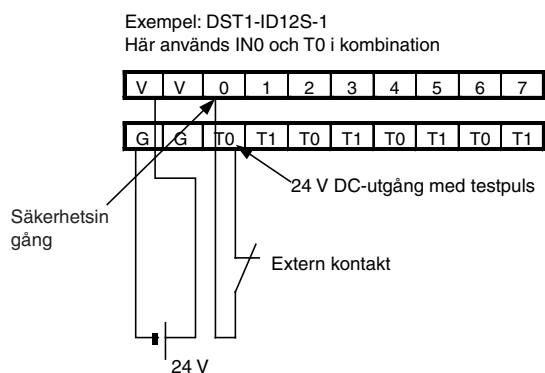 Exempel: DST1-ID12S-1
Här används IN0 och T0 i kombination
V V 0 1 2 3 4 5 6 7
G G T0 T1 T0 T1 T0 T1 T0 T1
24 V DC-utgång med testpuls
Säkerhetsin
gång
Extern kontakt
24 V